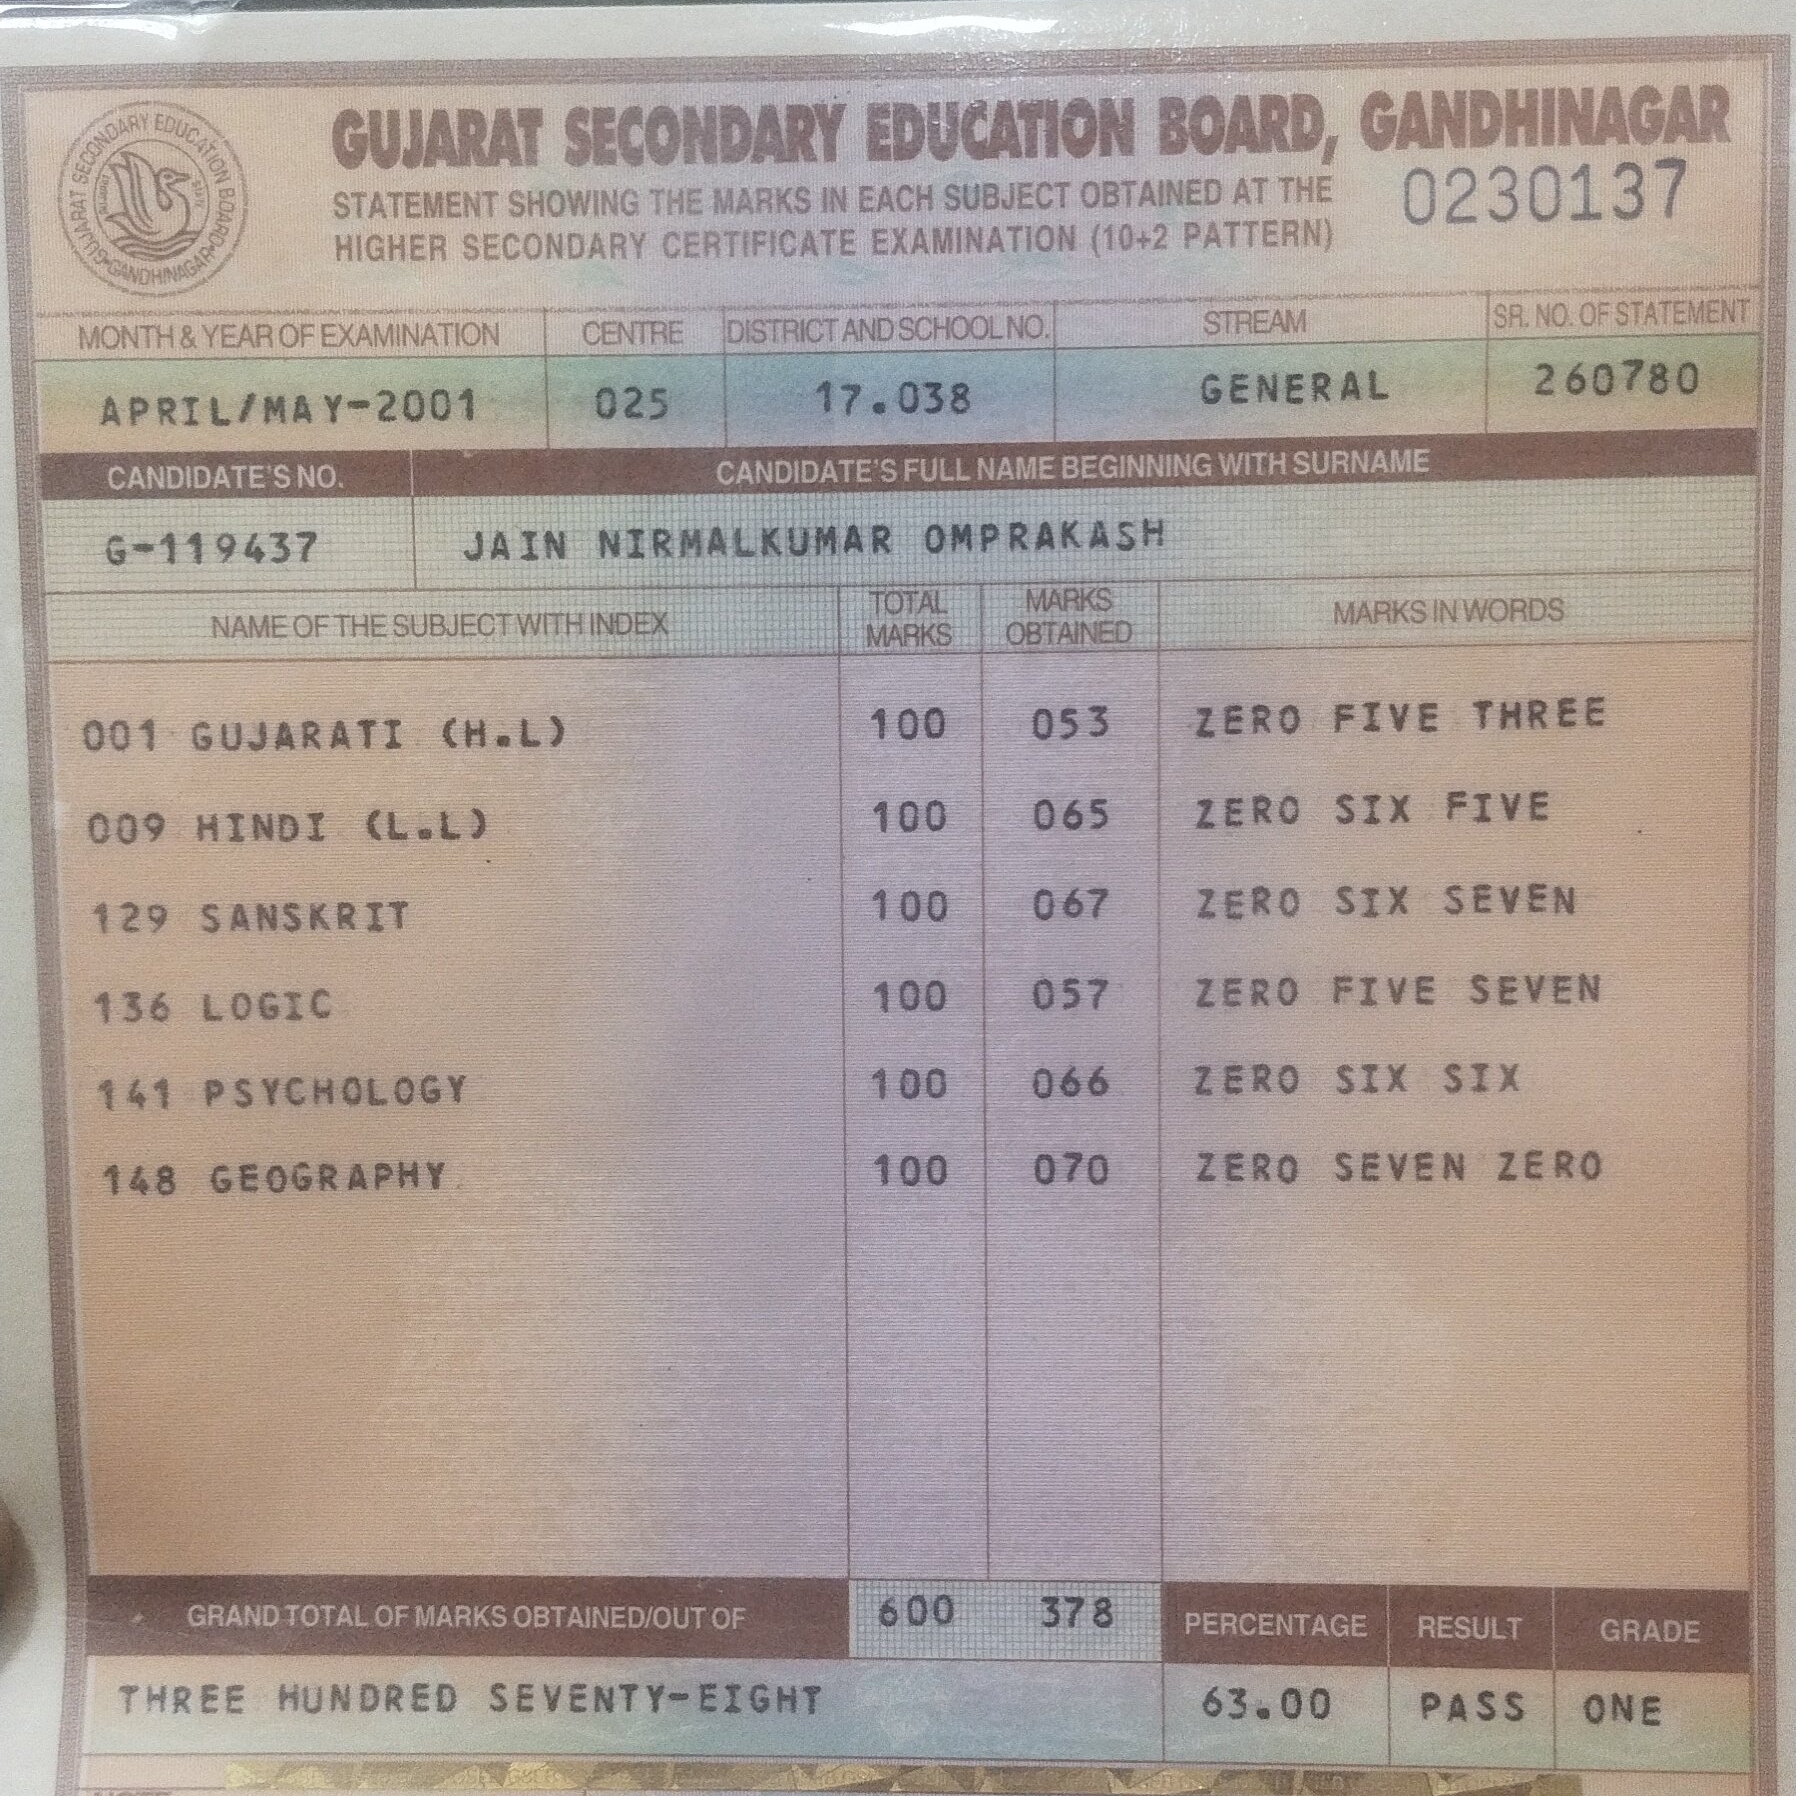 GUJARAT SECONDARY EDUCATION BOARD, GANDHINAGAR
STATEMENT SHOWING THE MARKS IN EACH SUBJECT OBTAINED AT THE
HIGHER SECONDARY CERTIFICATE EXAMINATION (10+2 PATTERN)
0230137
GUJARAT SECONDARY EDUCATION BOARD
GANDHINAGAR
MONTH & YEAR OF EXAMINATION CENTRE DISTRICT AND SCHOOL NO. STREAM SR. NO. OF STATEMENT
APRIL/MAY-2001 025 17.038 GENERAL 260780
CANDIDATE'S NO. CANDIDATE'S FULL NAME BEGINNING WITH SURNAME
G-119437 JAIN NIRMALKUMAR OMPRAKASH
NAME OF THE SUBJECT WITH INDEX TOTAL MARKS MARKS OBTAINED MARKS IN WORDS
001 GUJARATI (H.L) 100 053 ZERO FIVE THREE
009 HINDI (L.L) 100 065 ZERO SIX FIVE
129 SANSKRIT 100 067 ZERO SIX SEVEN
136 LOGIC 100 057 ZERO FIVE SEVEN
141 PSYCHOLOGY 100 066 ZERO SIX SIX
148 GEOGRAPHY 100 070 ZERO SEVEN ZERO
GRAND TOTAL OF MARKS OBTAINED/OUT OF 600 378 PERCENTAGE RESULT GRADE
THREE HUNDRED SEVENTY-EIGHT 63.00 PASS ONE